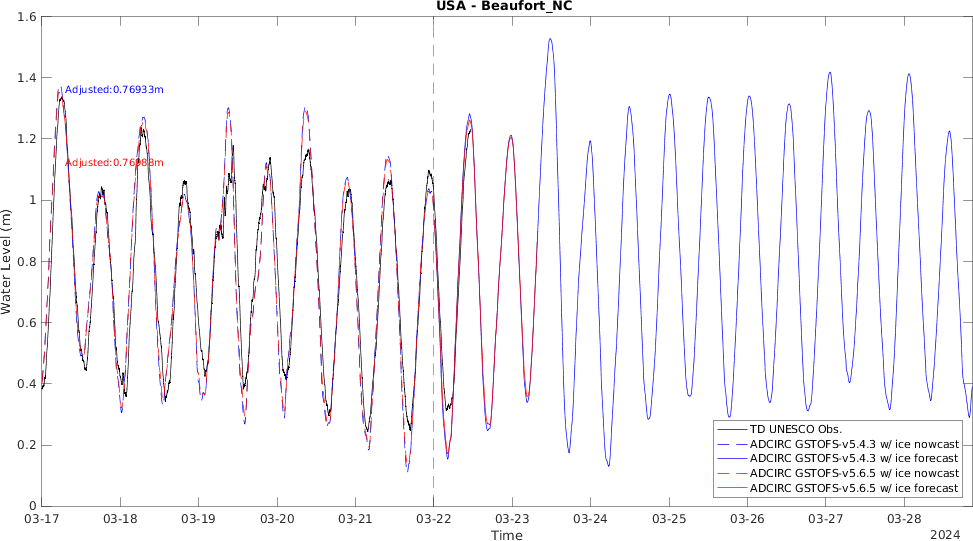 USA - Beaufort_NC
1.6
1.4
1.2
1
0.8
0.6
0.4
0.2
0
Water Level (m)
Adjusted:0.76933m
Adjusted:0.76988m
TD UNESCO Obs.
ADCIRC GSTOFS-v5.4.3 w/ ice nowcast
ADCIRC GSTOFS-v5.4.3 w/ ice forecast
ADCIRC GSTOFS-v5.6.5 w/ ice nowcast
ADCIRC GSTOFS-v5.6.5 w/ ice forecast
03-17 03-18 03-19 03-20 03-21 03-22 03-23 03-24 03-25 03-26 03-27 03-28
Time
2024